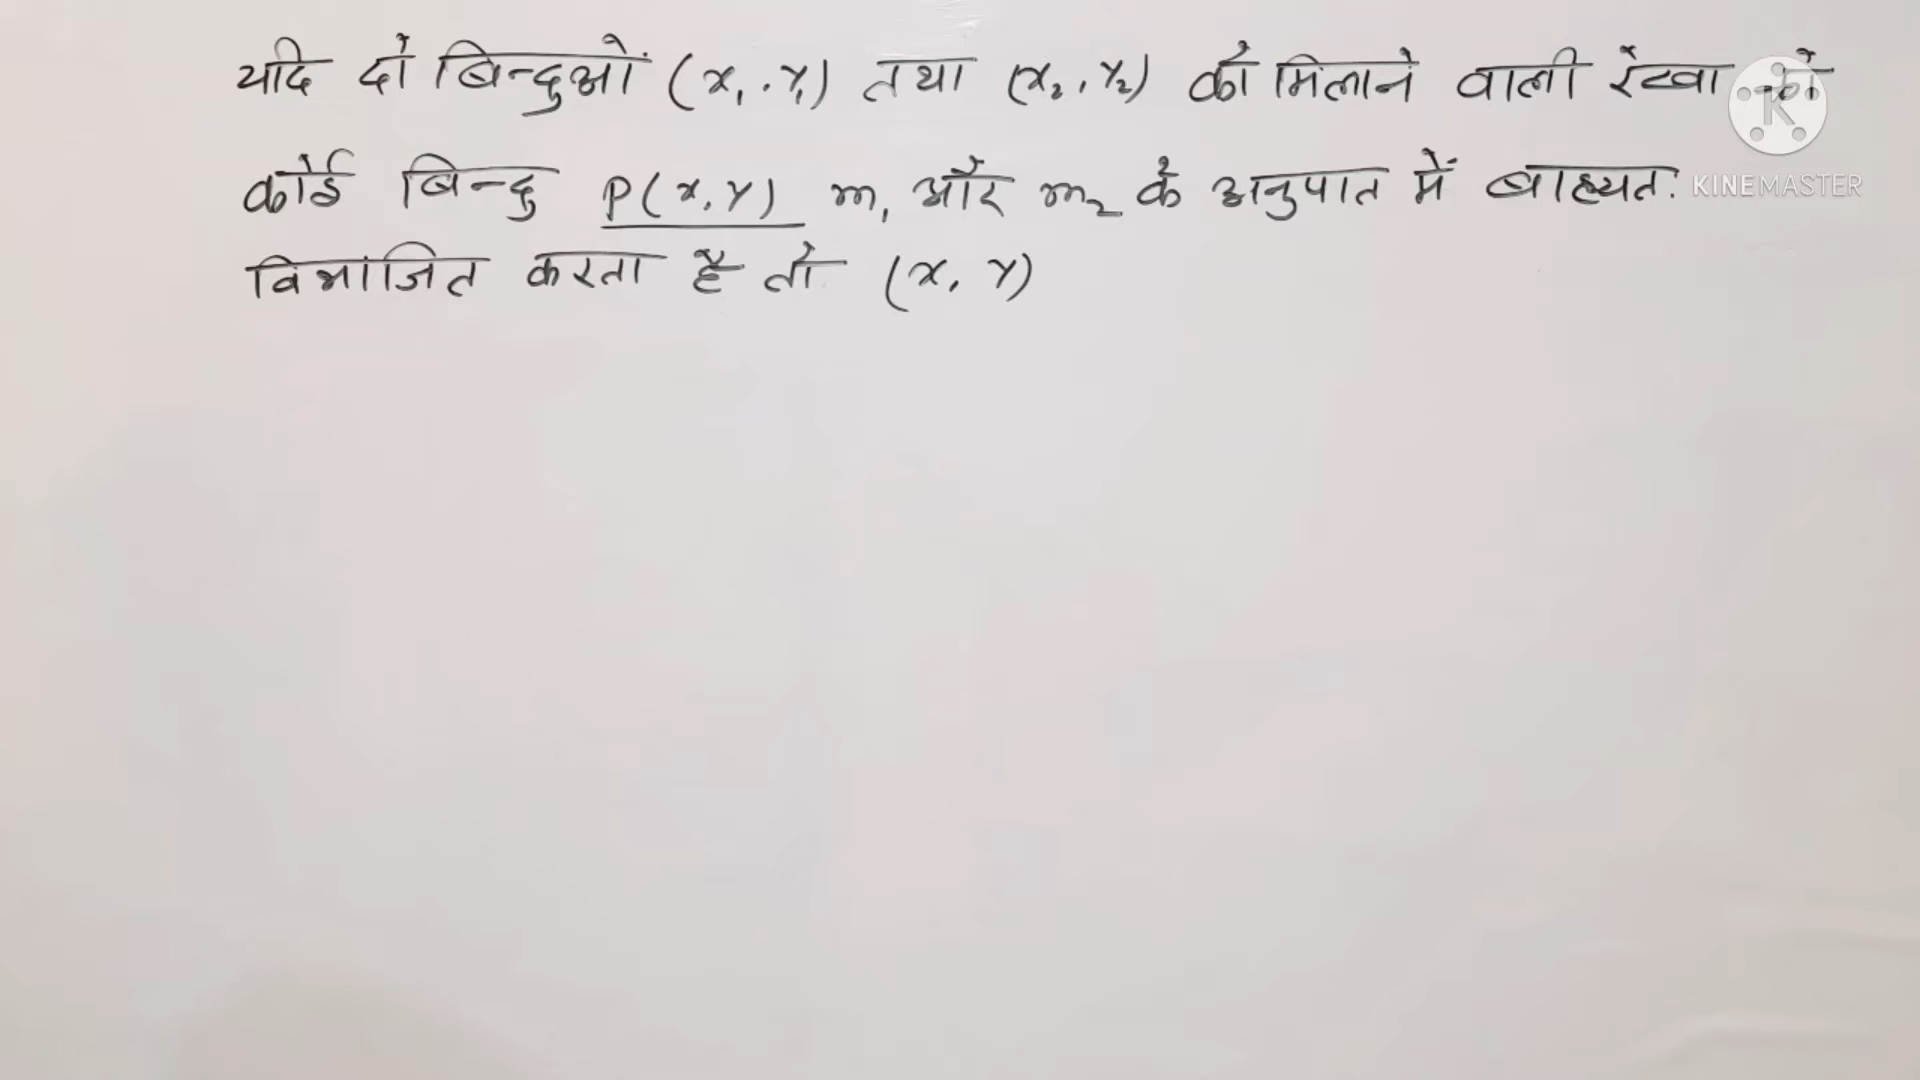 यदि दो बिन्दुओं (x₁, y₁) तथा (x₂, y₂) को मिलाने वाली रेखा को
कोई बिन्दु P(x, y) m₁ और m₂ के अनुपात में बाह्यतः
विभाजित करता है तो (x, y)
KINEMASTER